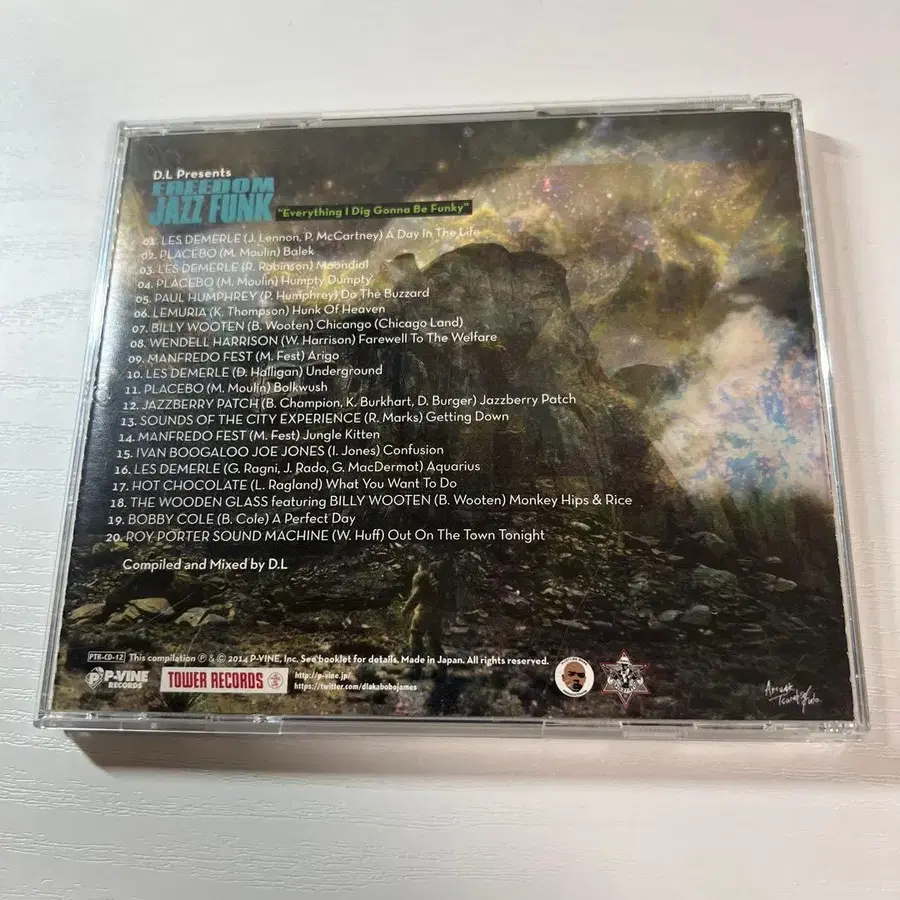 D.L Presents
FREEDOM
JAZZ FUNK
"Everything I Dig Gonna Be Funky"
01. LES DEMERLE (J. Lennon, P. McCartney) A Day In The Life
02. PLACEBO (M. Moulin) Balek
03. LES DEMERLE (R. Robinson) Moondial
04. PLACEBO (M. Moulin) Humpty Dumpty
05. PAUL HUMPHREY (P. Humphrey) Do The Buzzard
06. LEMURIA (K. Thompson) Hunk Of Heaven
07. BILLY WOOTEN (B. Wooten) Chicango (Chicago Land)
08. WENDELL HARRISON (W. Harrison) Farewell To The Welfare
09. MANFREDO FEST (M. Fest) Arigo
10. LES DEMERLE (D. Halligan) Underground
11. PLACEBO (M. Moulin) Bolkwush
12. JAZZBERRY PATCH (B. Champion, K. Burkhart, D. Burger) Jazzberry Patch
13. SOUNDS OF THE CITY EXPERIENCE (R. Marks) Getting Down
14. MANFREDO FEST (M. Fest) Jungle Kitten
15. IVAN BOOGALOO JOE JONES (I. Jones) Confusion
16. LES DEMERLE (G. Ragni, J. Rado, G. MacDermot) Aquarius
17. HOT CHOCOLATE (L. Ragland) What You Want To Do
18. THE WOODEN GLASS featuring BILLY WOOTEN (B. Wooten) Monkey Hips & Rice
19. BOBBY COLE (B. Cole) A Perfect Day
20. ROY PORTER SOUND MACHINE (W. Huff) Out On The Town Tonight
Compiled and Mixed by D.L
PTR-CD-12 This compilation ℗ & © 2014 P-VINE, Inc. See booklet for details. Made in Japan. All rights reserved.
P-VINE
RECORDS
TOWER RECORDS
http://p-vine.jp/
https://twitter.com/dlakabobojames